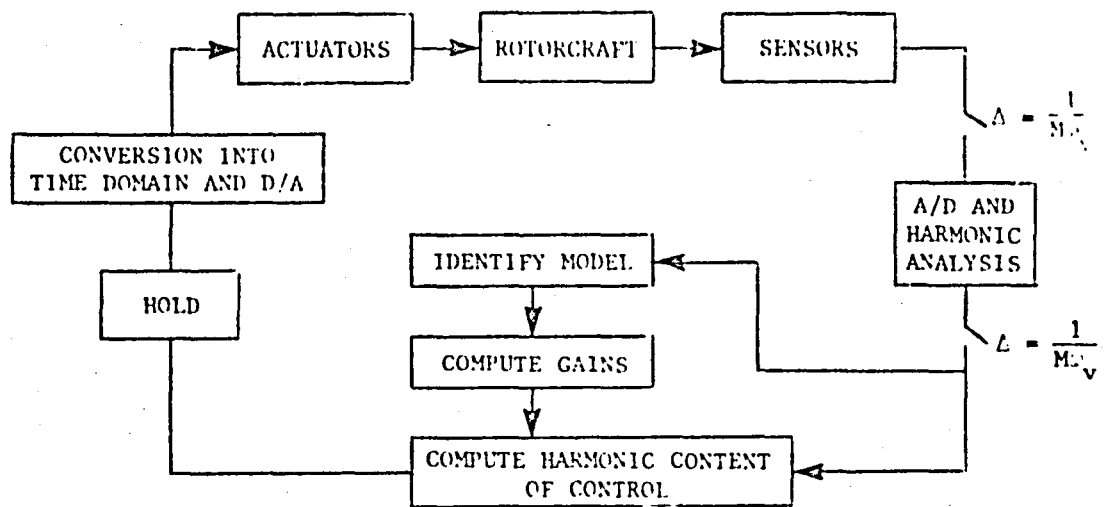 ACTUATORS
ROTORCRAFT
SENSORS
Δ = 1
CONVERSION INTO
TIME DOMAIN AND D/A
A/D AND
HARMONIC
ANALYSIS
IDENTIFY MODEL
HOLD
Δ = 1
COMPUTE GAINS
COMPUTE HARMONIC CONTENT
OF CONTROL